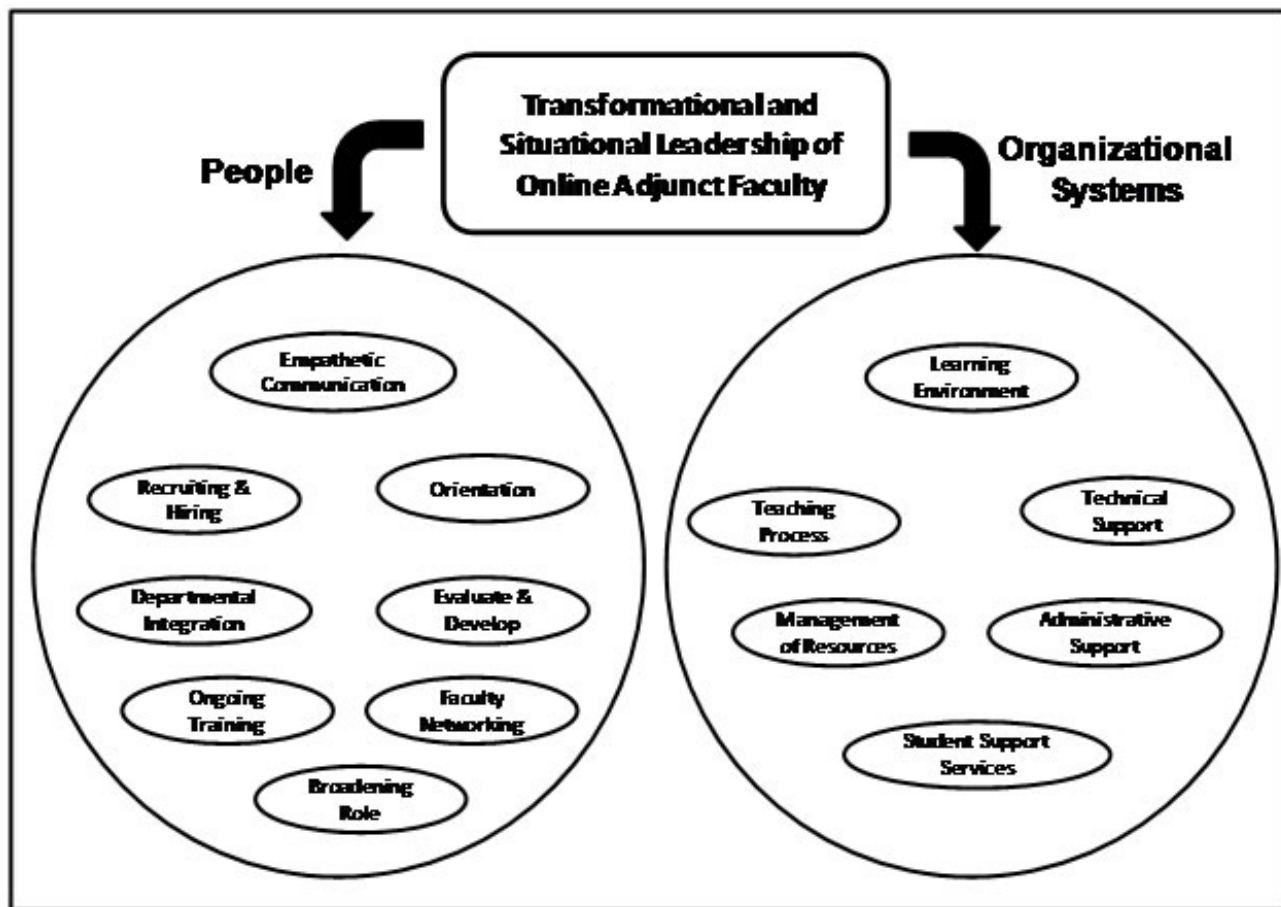 Transformational and
Situational Leadership of
Online Adjunct Faculty
People
Organizational
Systems
Empathetic
Communication
Recruiting &
Hiring
Orientation
Departmental
Integration
Evaluate &
Develop
Ongoing
Training
Faculty
Networking
Broadening
Role
Learning
Environment
Teaching
Process
Technical
Support
Management
of Resources
Administrative
Support
Student Support
Services